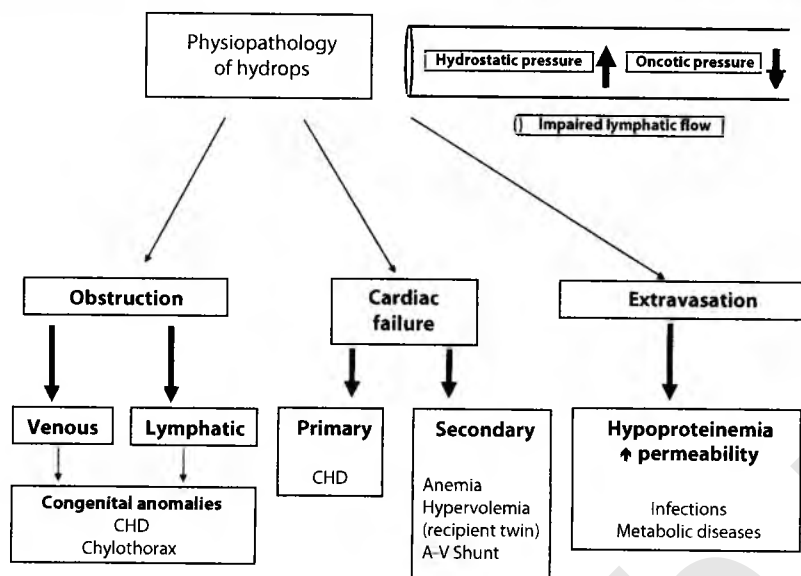 Physiopathology
of hydrops
Hydrostatic pressure
Oncotic pressure
Impaired lymphatic flow
Obstruction
Cardiac
failure
Extravasation
Venous
Lymphatic
Congenital anomalies
CHD
Chylothorax
Primary
CHD
Secondary
Anemia
Hypervolemia
(recipient twin)
A-V Shunt
Hypoproteinemia
↑ permeability
Infections
Metabolic diseases